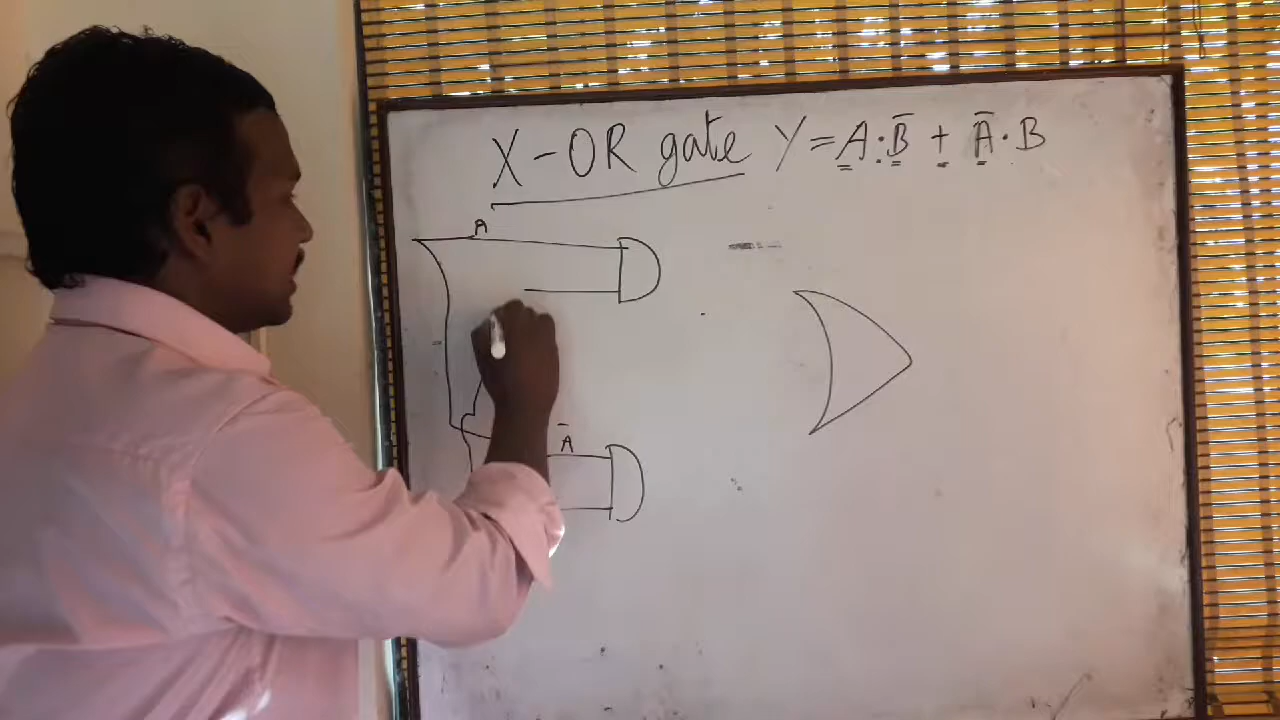 X-OR gate Y = A·B̅ + A̅·B
A
A̅